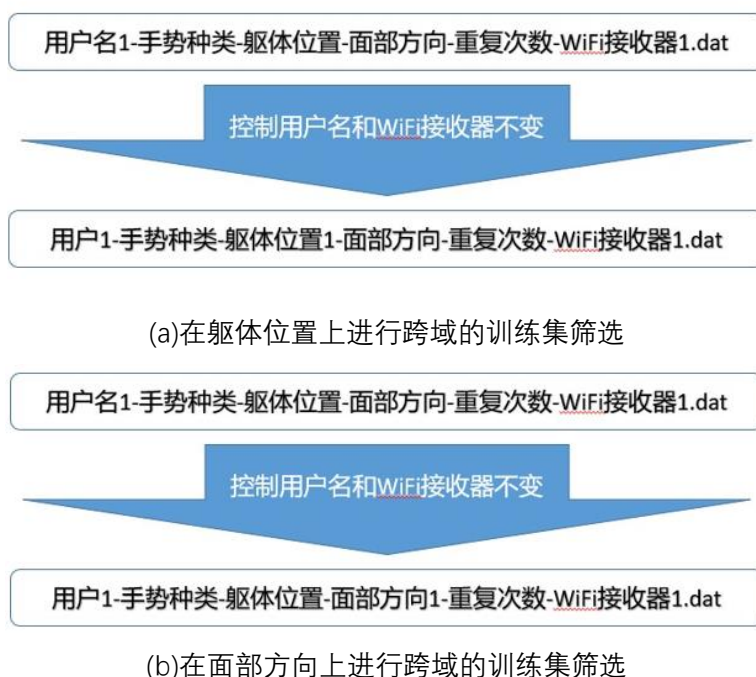 用户名1-手势种类-躯体位置-面部方向-重复次数-WiFi接收器1.dat
控制用户名和WiFi接收器不变
用户1-手势种类-躯体位置1-面部方向-重复次数-WiFi接收器1.dat
(a)在躯体位置上进行跨域的训练集筛选
用户名1-手势种类-躯体位置-面部方向-重复次数-WiFi接收器1.dat
控制用户名和WiFi接收器不变
用户1-手势种类-躯体位置-面部方向1-重复次数-WiFi接收器1.dat
(b)在面部方向上进行跨域的训练集筛选